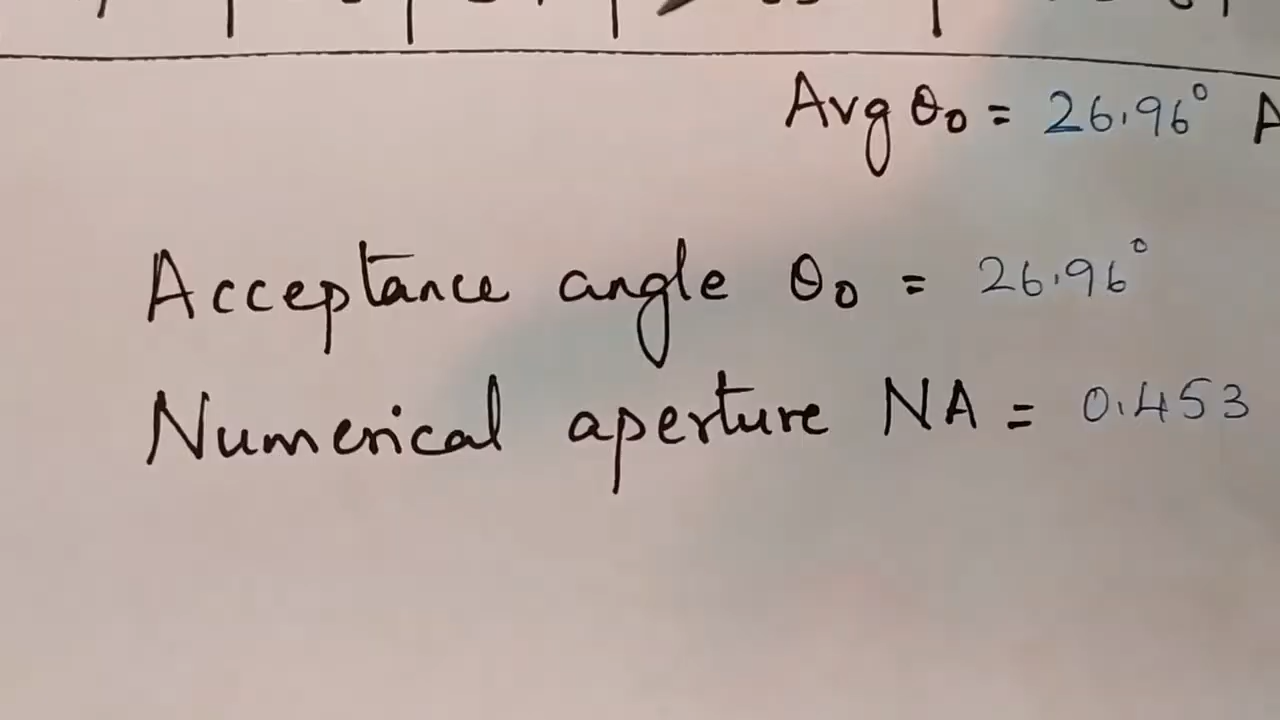 Avg θ₀ = 26.96° A
Acceptance angle θ₀ = 26.96°
Numerical aperture NA = 0.453